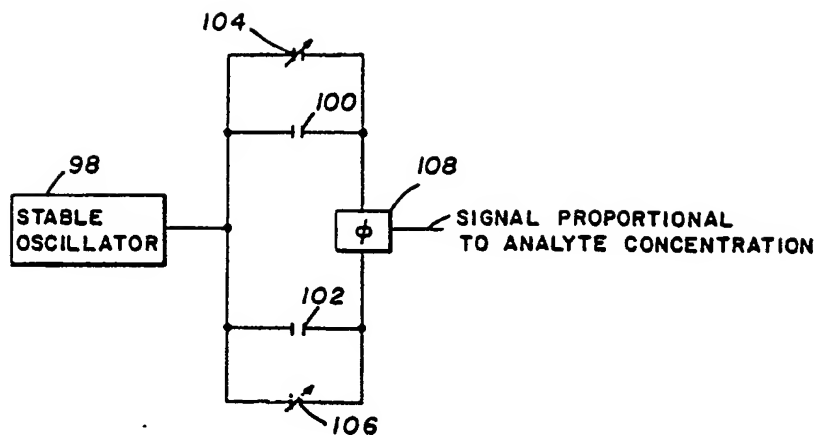 104
100
98
108
STABLE
OSCILLATOR
ϕ
SIGNAL PROPORTIONAL
TO ANALYTE CONCENTRATION
102
106